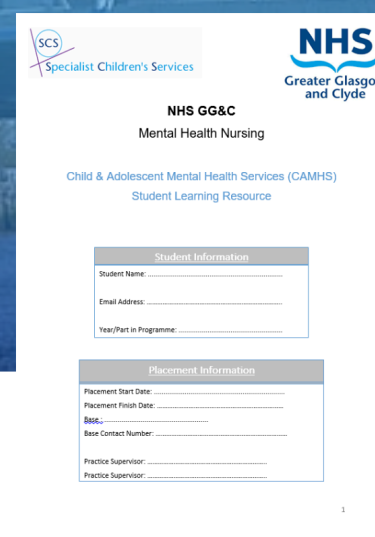 SCS
Specialist Children's Services
NHS
Greater Glasgo
and Clyde
NHS GG&C
Mental Health Nursing
Child & Adolescent Mental Health Services (CAMHS)
Student Learning Resource
Student Information
Student Name: ..................................................................
Email Address: ..................................................................
Year/Part in Programme: ...................................................
Placement Information
Placement Start Date: ................................................................
Placement Finish Date: ..............................................................
Base : ...................................................
Base Contact Number: ................................................................
Practice Supervisor: ..........................................................
Practice Supervisor: ..........................................................
1